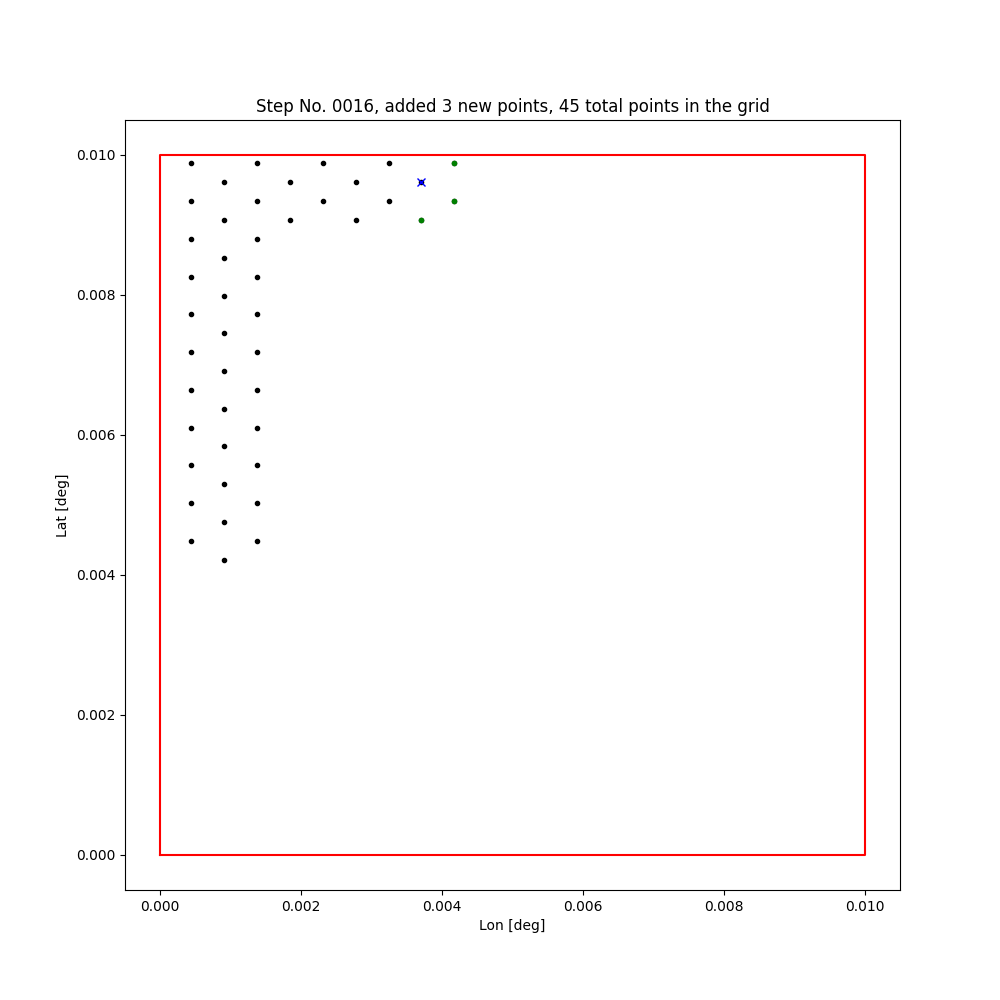 Step No. 0016, added 3 new points, 45 total points in the grid
0.010
0.008
0.006
0.004
0.002
0.000
Lat [deg]
0.000 0.002 0.004 0.006 0.008 0.010
Lon [deg]